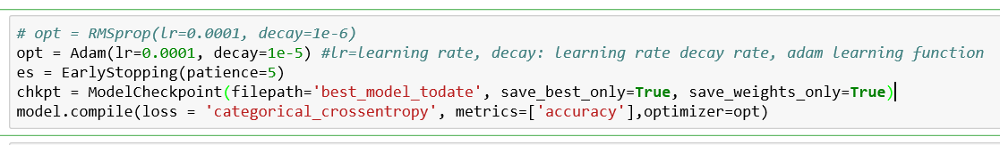 # opt = RMSprop(lr=0.0001, decay=1e-6)
opt = Adam(lr=0.0001, decay=1e-5) #lr=learning rate, decay: learning rate decay rate, adam learning function
es = EarlyStopping(patience=5)
chkpt = ModelCheckpoint(filepath='best_model_todate', save_best_only=True, save_weights_only=True)
model.compile(loss = 'categorical_crossentropy', metrics=['accuracy'],optimizer=opt)